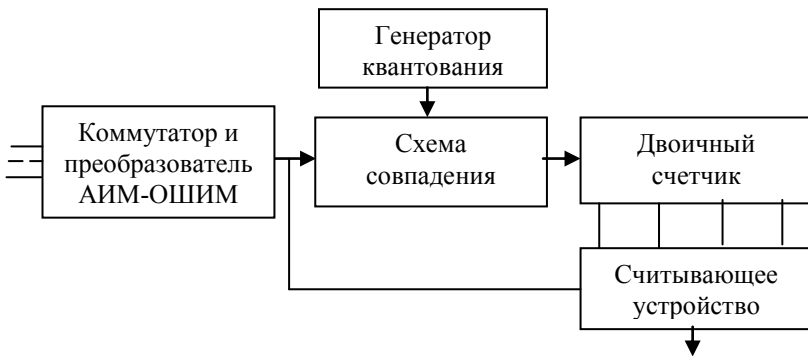 Генератор
квантования
Коммутатор и
преобразователь
АИМ-ОШИМ
Схема
совпадения
Двоичный
счетчик
Считывающее
устройство